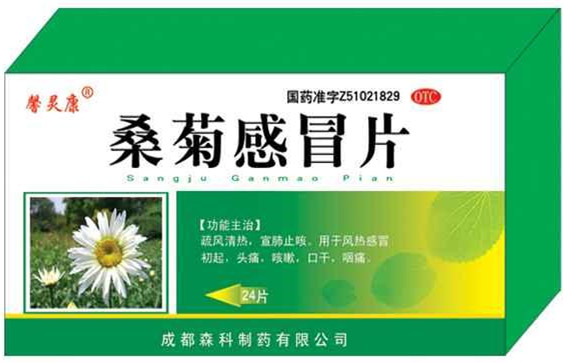 馨灵康®
国药准字Z51021829 OTC
桑菊感冒片
Sangju Ganmao Pian
【功能主治】
疏风清热，宣肺止咳。用于风热感冒
初起，头痛，咳嗽，口干，咽痛。
24片
成都森科制药有限公司